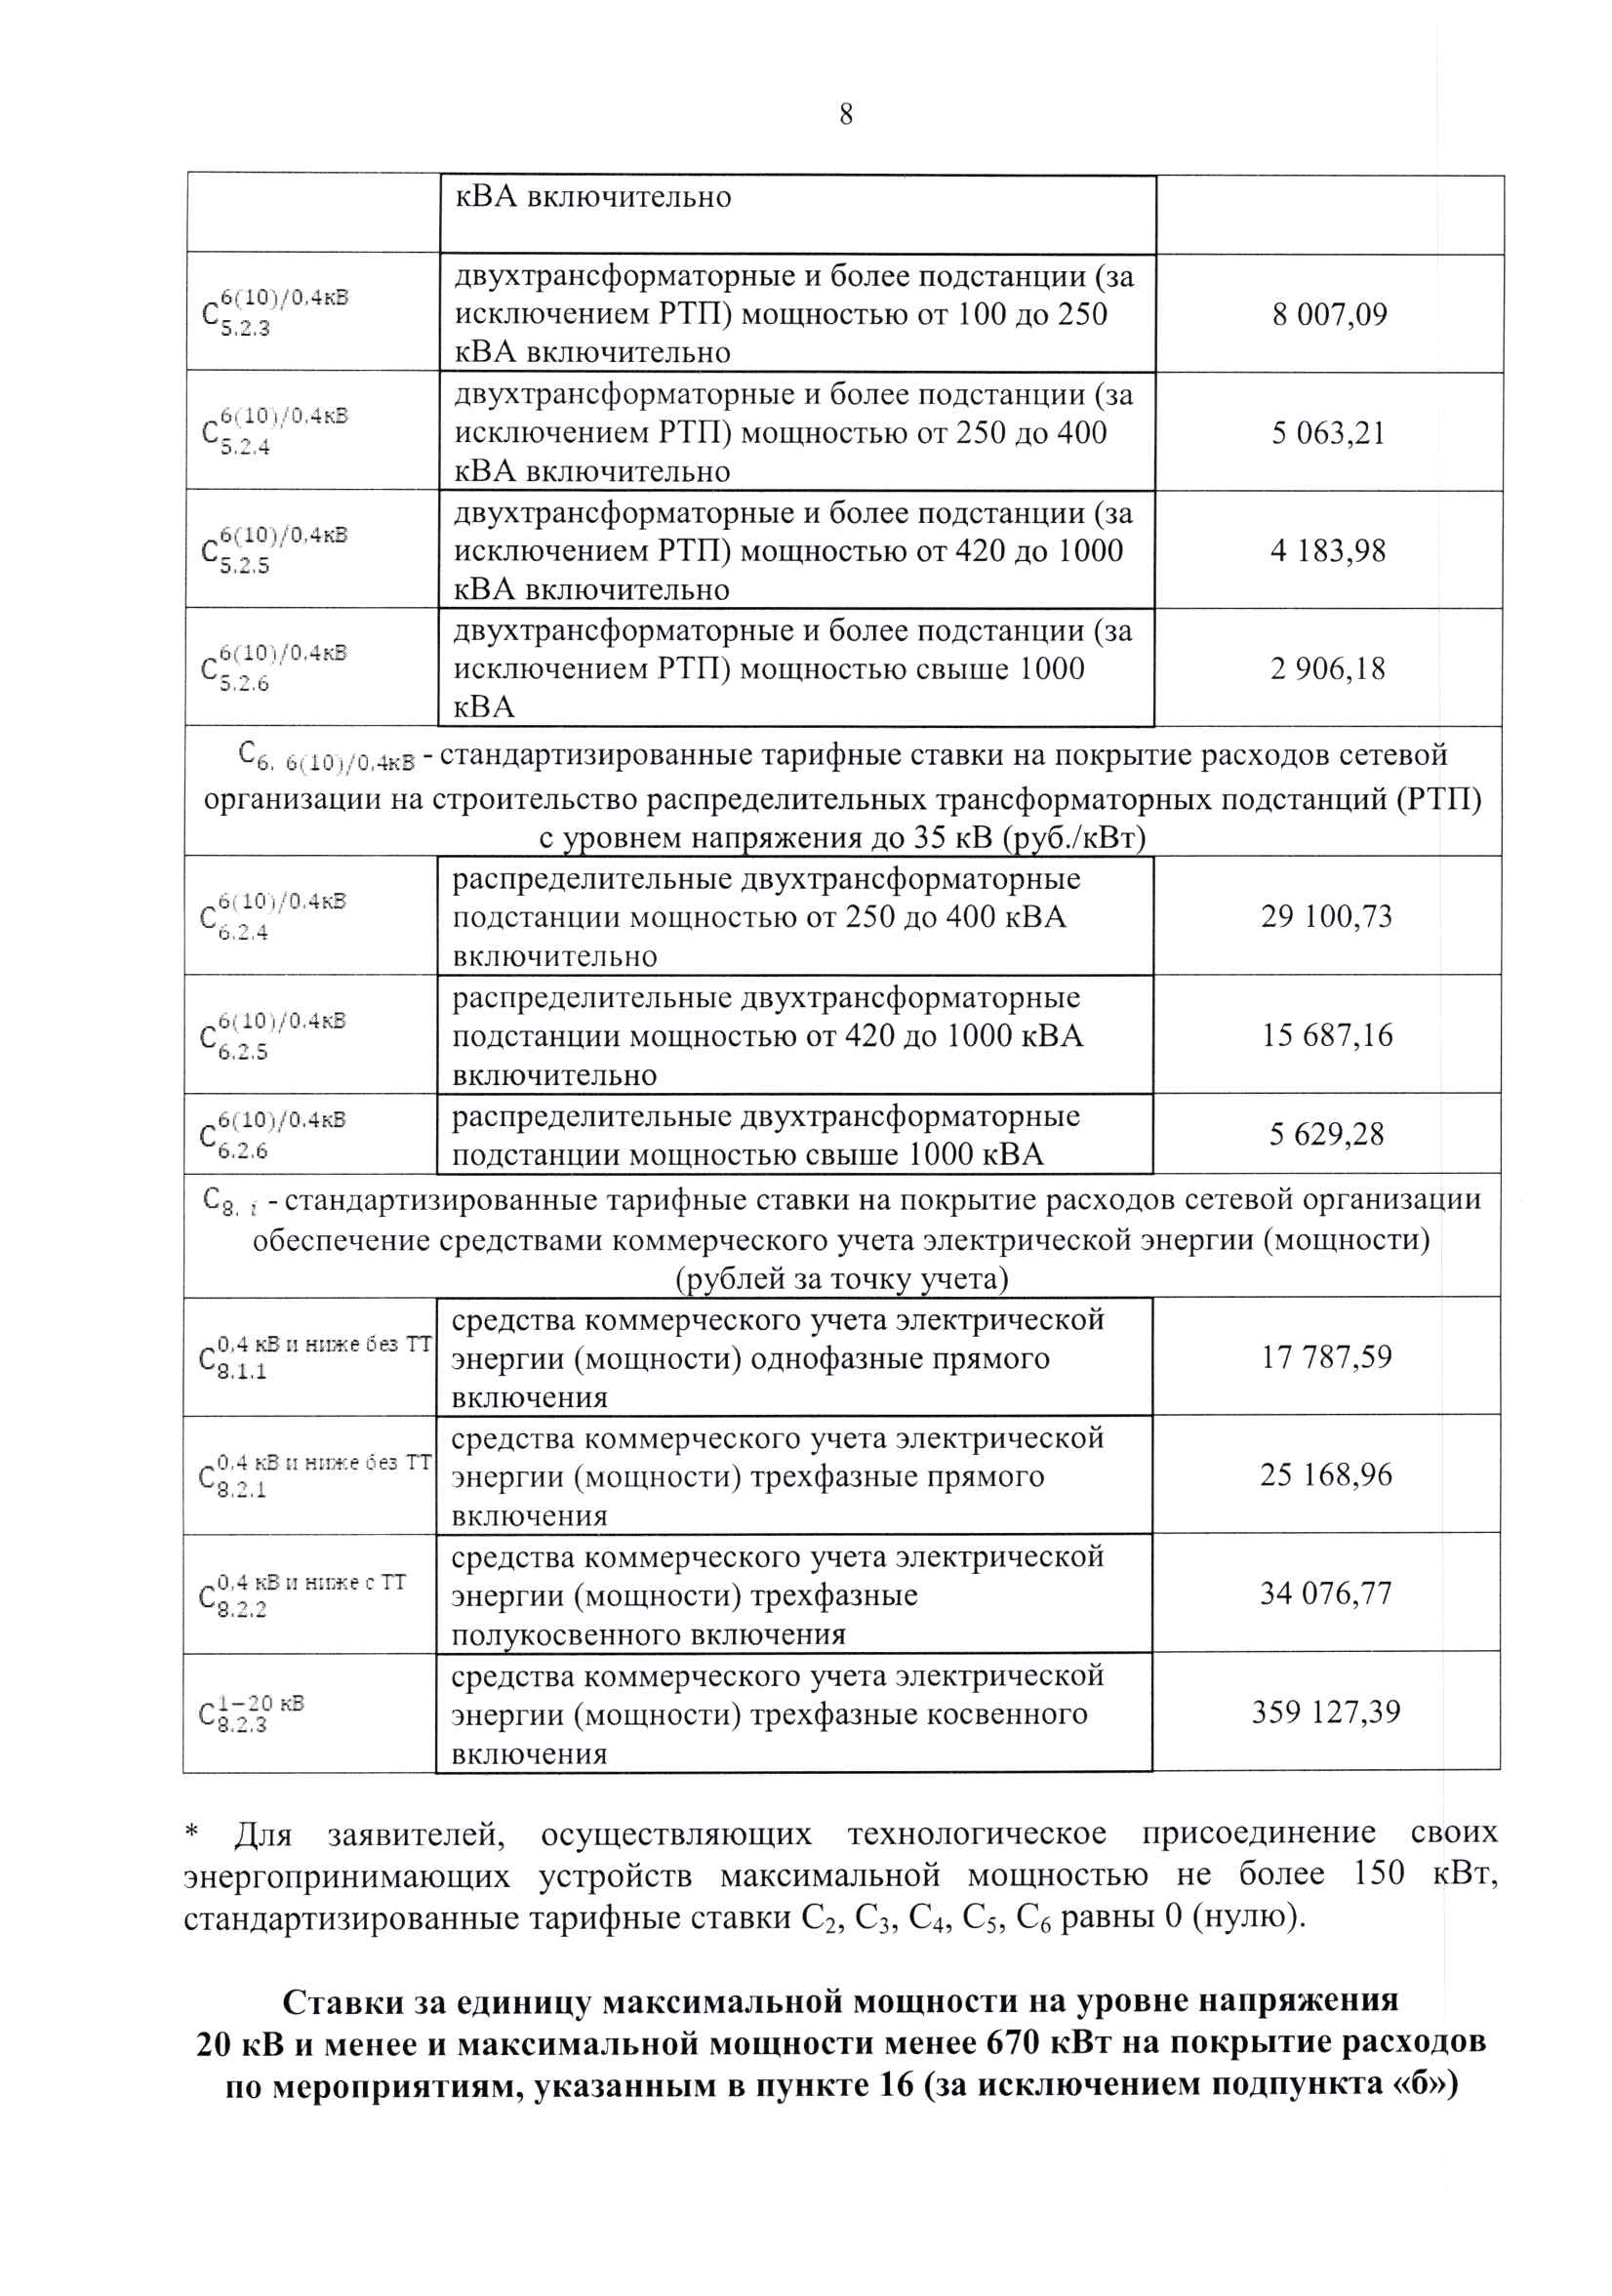 8
кВА включительно
C 6(10)/0,4кВ 5.2.3
двухтрансформаторные и более подстанции (за
исключением РТП) мощностью от 100 до 250
кВА включительно
8 007,09
C 6(10)/0,4кВ 5.2.4
двухтрансформаторные и более подстанции (за
исключением РТП) мощностью от 250 до 400
кВА включительно
5 063,21
C 6(10)/0,4кВ 5.2.5
двухтрансформаторные и более подстанции (за
исключением РТП) мощностью от 420 до 1000
кВА включительно
4 183,98
C 6(10)/0,4кВ 5.2.6
двухтрансформаторные и более подстанции (за
исключением РТП) мощностью свыше 1000
кВА
2 906,18
C6, 6(10)/0,4кВ - стандартизированные тарифные ставки на покрытие расходов сетевой
организации на строительство распределительных трансформаторных подстанций (РТП)
с уровнем напряжения до 35 кВ (руб./кВт)
C 6(10)/0,4кВ 6.2.4
распределительные двухтрансформаторные
подстанции мощностью от 250 до 400 кВА
включительно
29 100,73
C 6(10)/0,4кВ 6.2.5
распределительные двухтрансформаторные
подстанции мощностью от 420 до 1000 кВА
включительно
15 687,16
C 6(10)/0,4кВ 6.2.6
распределительные двухтрансформаторные
подстанции мощностью свыше 1000 кВА
5 629,28
C8, i - стандартизированные тарифные ставки на покрытие расходов сетевой организации
обеспечение средствами коммерческого учета электрической энергии (мощности)
(рублей за точку учета)
C 0,4 кВ и ниже без ТТ 8.1.1
средства коммерческого учета электрической
энергии (мощности) однофазные прямого
включения
17 787,59
C 0,4 кВ и ниже без ТТ 8.2.1
средства коммерческого учета электрической
энергии (мощности) трехфазные прямого
включения
25 168,96
C 0,4 кВ и ниже с ТТ 8.2.2
средства коммерческого учета электрической
энергии (мощности) трехфазные
полукосвенного включения
34 076,77
C 1–20 кВ 8.2.3
средства коммерческого учета электрической
энергии (мощности) трехфазные косвенного
включения
359 127,39
* Для заявителей, осуществляющих технологическое присоединение своих
энергопринимающих устройств максимальной мощностью не более 150 кВт,
стандартизированные тарифные ставки С2, С3, С4, С5, С6 равны 0 (нулю).
Ставки за единицу максимальной мощности на уровне напряжения
20 кВ и менее и максимальной мощности менее 670 кВт на покрытие расходов
по мероприятиям, указанным в пункте 16 (за исключением подпункта «б»)